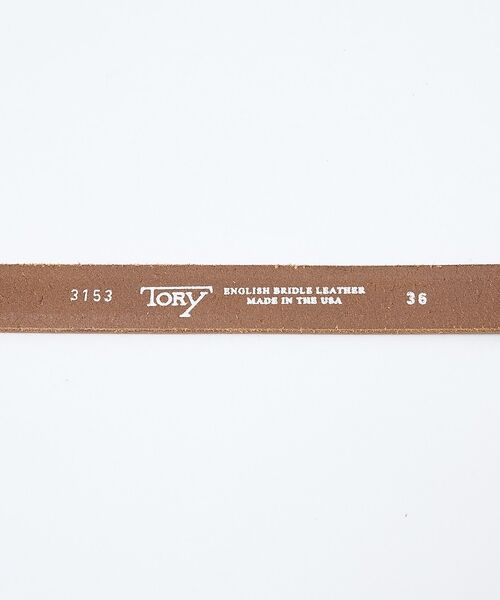 3153 TORY ENGLISH BRIDLE LEATHER 36
MADE IN THE USA